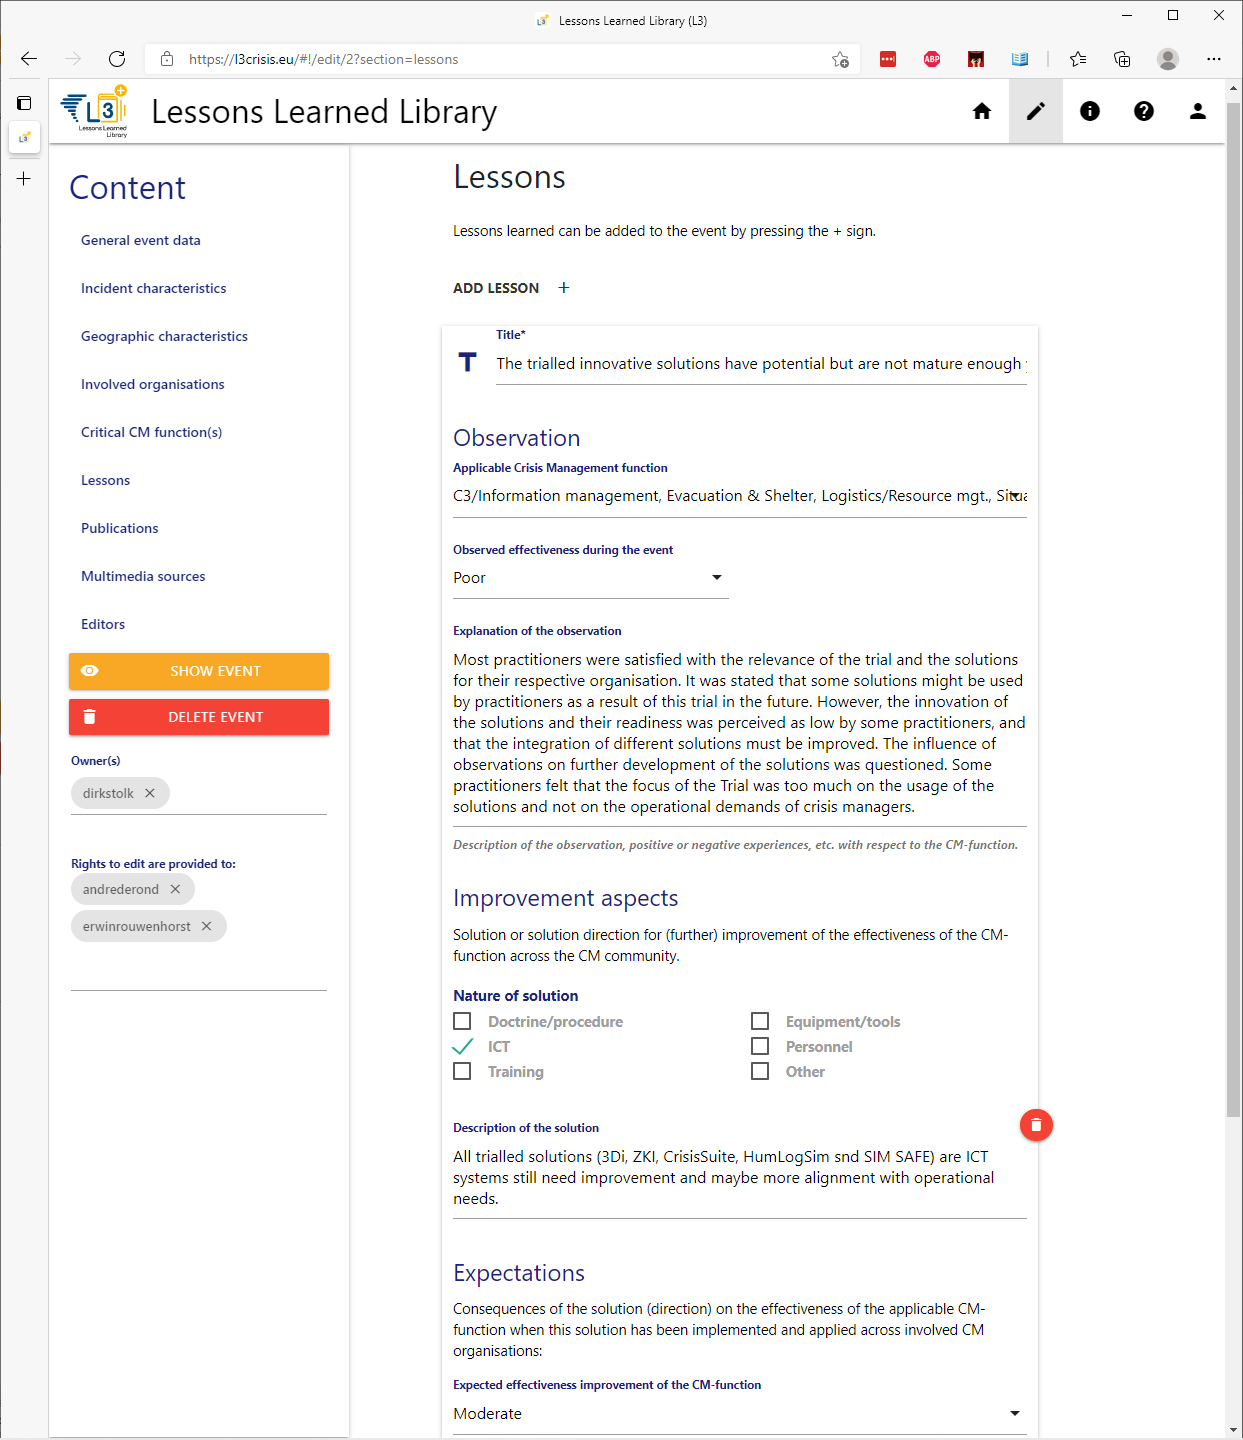 Lessons Learned Library (L3)
https://l3crisis.eu/#!/edit/2?section=lessons
ABP
L3
Lessons Learned
Library
Lessons Learned Library
Content
General event data
Incident characteristics
Geographic characteristics
Involved organisations
Critical CM function(s)
Lessons
Publications
Multimedia sources
Editors
SHOW EVENT
DELETE EVENT
Owner(s)
dirkstolk
Rights to edit are provided to:
andrederond
erwinrouwenhorst
Lessons
Lessons learned can be added to the event by pressing the + sign.
ADD LESSON +
Title*
The trialled innovative solutions have potential but are not mature enough
Observation
Applicable Crisis Management function
C3/Information management, Evacuation & Shelter, Logistics/Resource mgt., Situa
Observed effectiveness during the event
Poor
Explanation of the observation
Most practitioners were satisfied with the relevance of the trial and the solutions
for their respective organisation. It was stated that some solutions might be used
by practitioners as a result of this trial in the future. However, the innovation of
the solutions and their readiness was perceived as low by some practitioners, and
that the integration of different solutions must be improved. The influence of
observations on further development of the solutions was questioned. Some
practitioners felt that the focus of the Trial was too much on the usage of the
solutions and not on the operational demands of crisis managers.
Description of the observation, positive or negative experiences, etc. with respect to the CM-function.
Improvement aspects
Solution or solution direction for (further) improvement of the effectiveness of the CM-
function across the CM community.
Nature of solution
Doctrine/procedure
Equipment/tools
ICT
Personnel
Training
Other
Description of the solution
All trialled solutions (3Di, ZKI, CrisisSuite, HumLogSim snd SIM SAFE) are ICT
systems still need improvement and maybe more alignment with operational
needs.
Expectations
Consequences of the solution (direction) on the effectiveness of the applicable CM-
function when this solution has been implemented and applied across involved CM
organisations:
Expected effectiveness improvement of the CM-function
Moderate